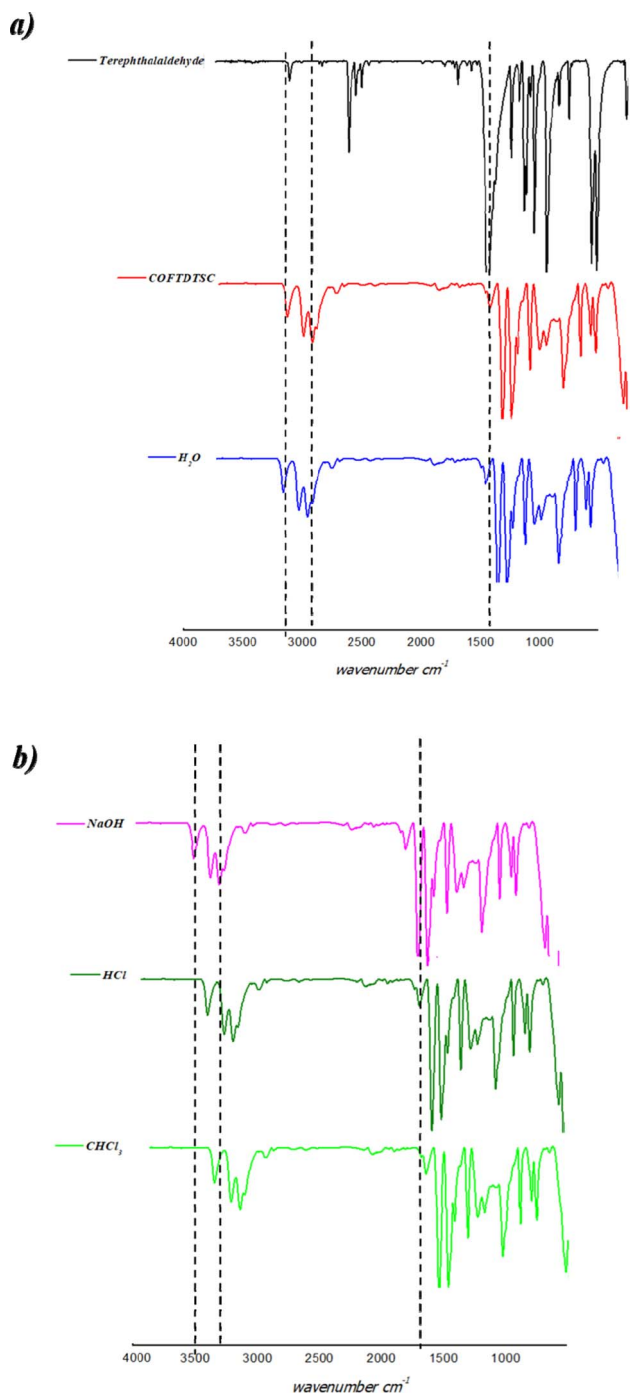 a)
Terephthalaldehyde
COFTDTSC
H₂O
4000 3500 3000 2500 2000 1500 1000
wavenumber cm⁻¹
b)
NaOH
HCl
CHCl₃
4000 3000 2500 2000 1500 1000
wavenumber cm⁻¹